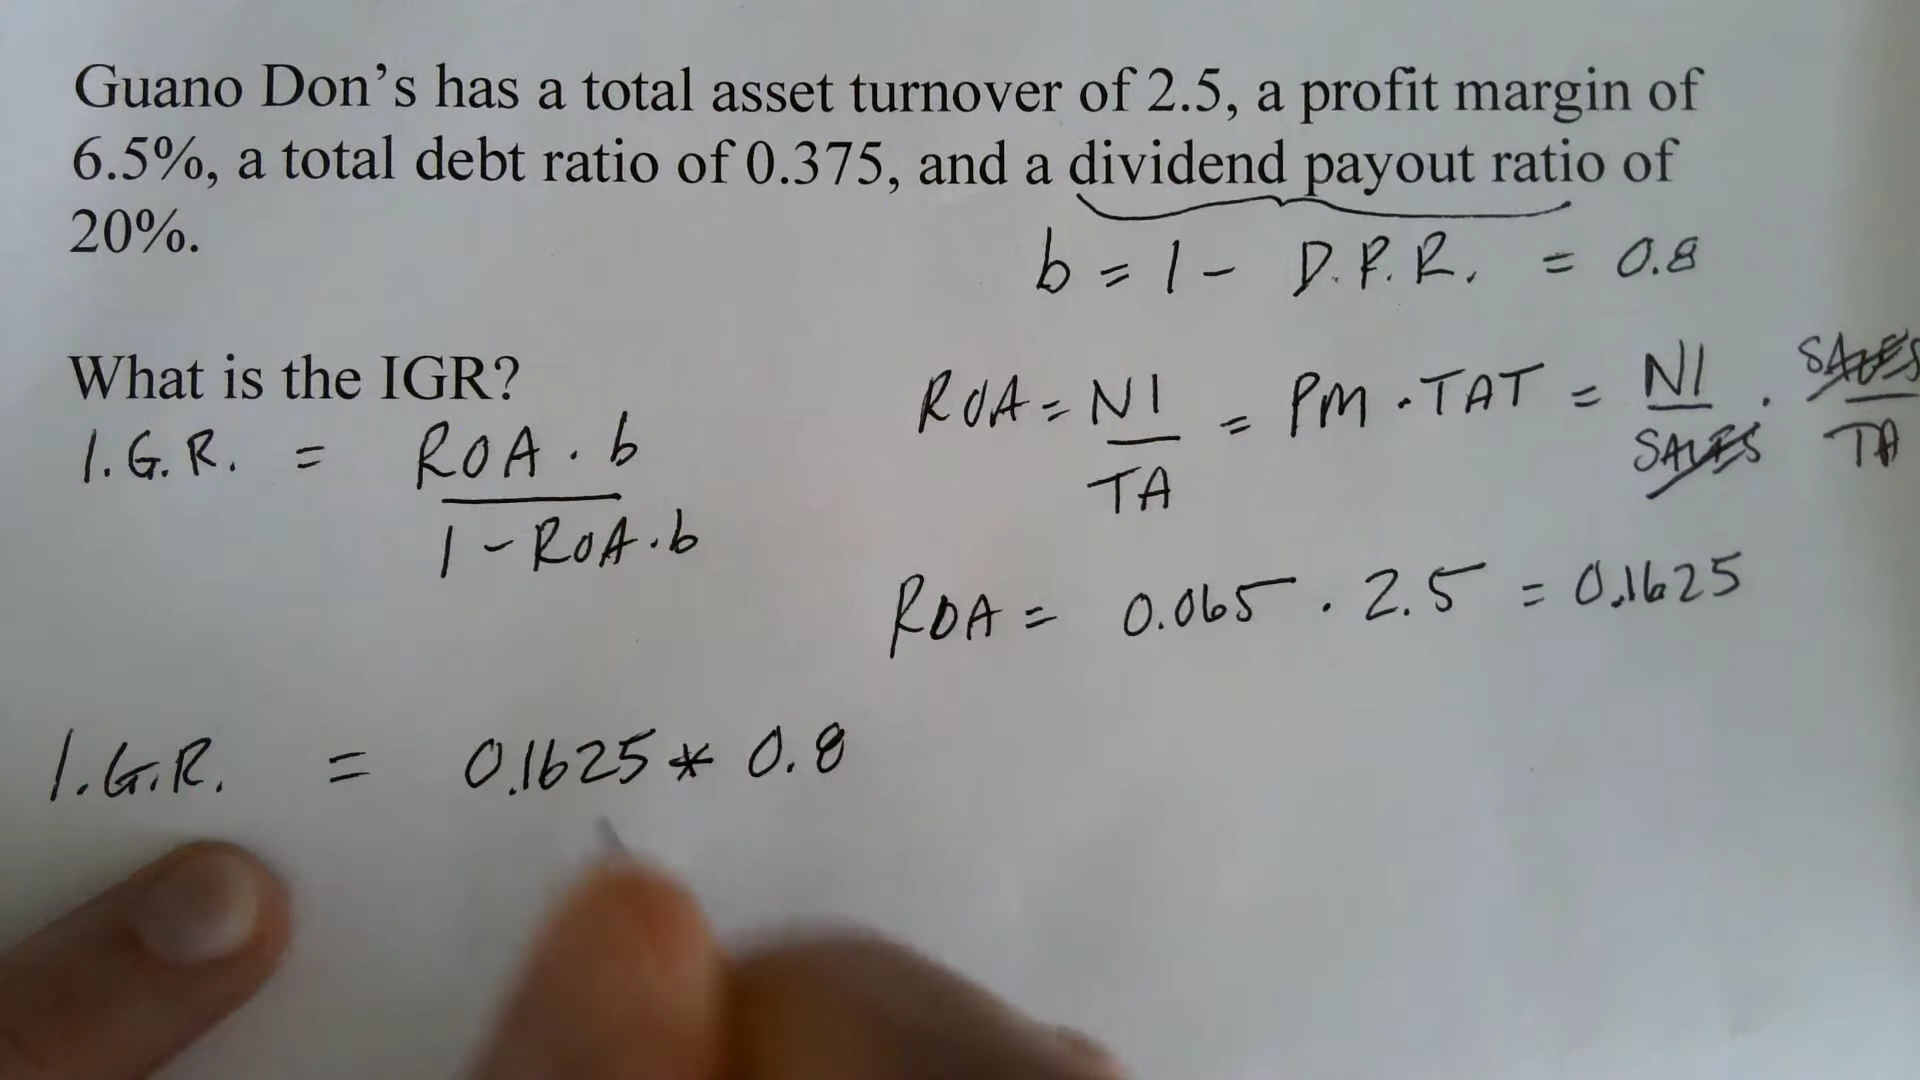 Guano Don’s has a total asset turnover of 2.5, a profit margin of
6.5%, a total debt ratio of 0.375, and a dividend payout ratio of
20%.
b = 1 - D.P.R. = 0.8
What is the IGR?
I.G.R. = ROA · b
1 - ROA · b
ROA = NI = PM · TAT = NI · SALES
TA SALES TA
ROA = 0.065 · 2.5 = 0.1625
I.G.R. = 0.1625 * 0.8